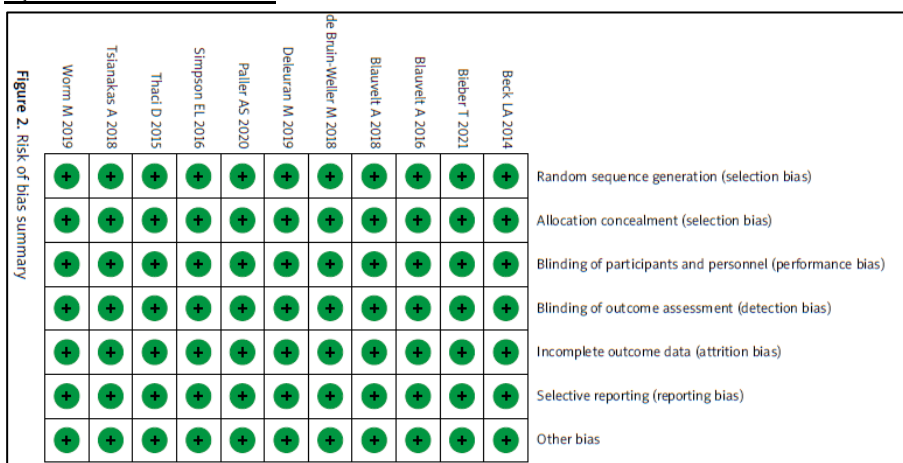 Beck LA 2014
Bieber T 2021
Blauvelt A 2016
Blauvelt A 2018
de Bruin-Weller M 2018
Deleuran M 2019
Paller AS 2020
Simpson EL 2016
Thaci D 2015
Tsianakas A 2018
Worm M 2019
Random sequence generation (selection bias)
+ + + + + + + + + + +
Allocation concealment (selection bias)
+ + + + + + + + + + +
Blinding of participants and personnel (performance bias)
+ + + + + + + + + + +
Blinding of outcome assessment (detection bias)
+ + + + + + + + + + +
Incomplete outcome data (attrition bias)
+ + + + + + + + + + +
Selective reporting (reporting bias)
+ + + + + + + + + + +
Other bias
+ + + + + + + + + + +
Figure 2. Risk of bias summary